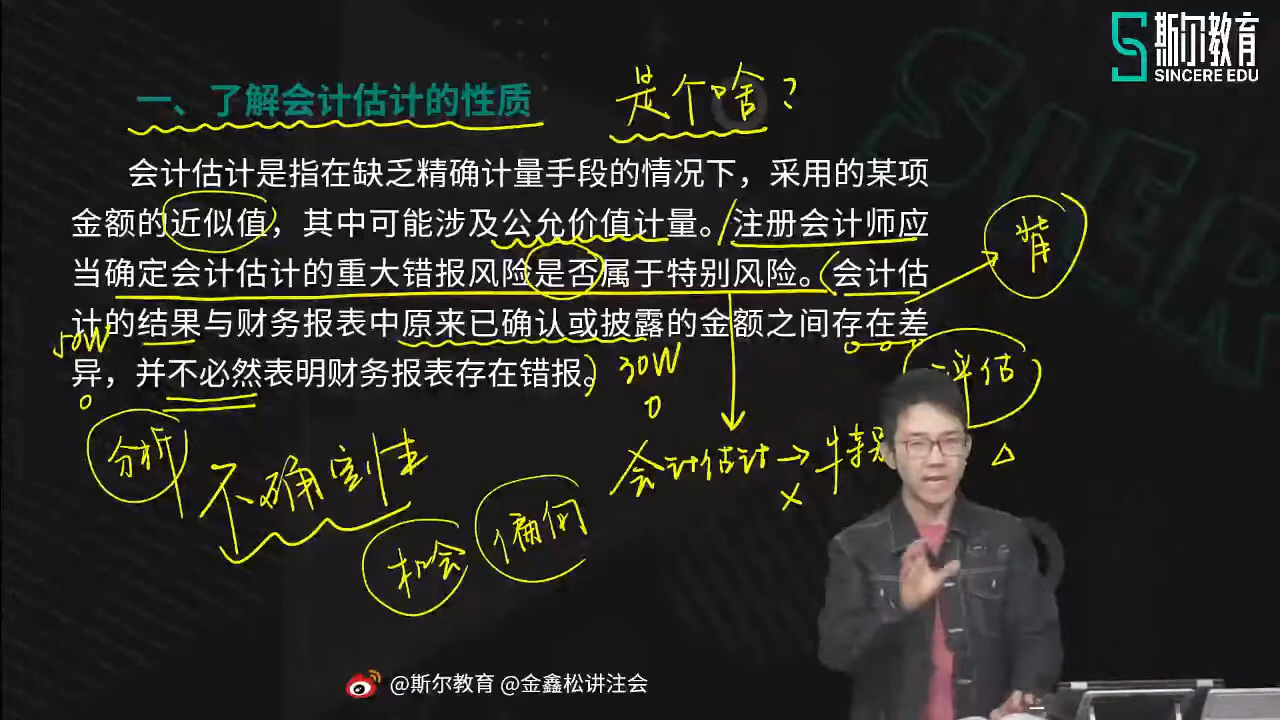 斯尔教育
SINCERE EDU
一、了解会计估计的性质
是个啥？
会计估计是指在缺乏精确计量手段的情况下，采用的某项
金额的近似值，其中可能涉及公允价值计量。注册会计师应
当确定会计估计的重大错报风险是否属于特别风险。会计估
计的结果与财务报表中原来已确认或披露的金额之间存在差
异，并不必然表明财务报表存在错报。
背
50W
30W
评估
分析
不确定性
会计估计→特别
×
机会
偏向
@斯尔教育 @金鑫松讲注会